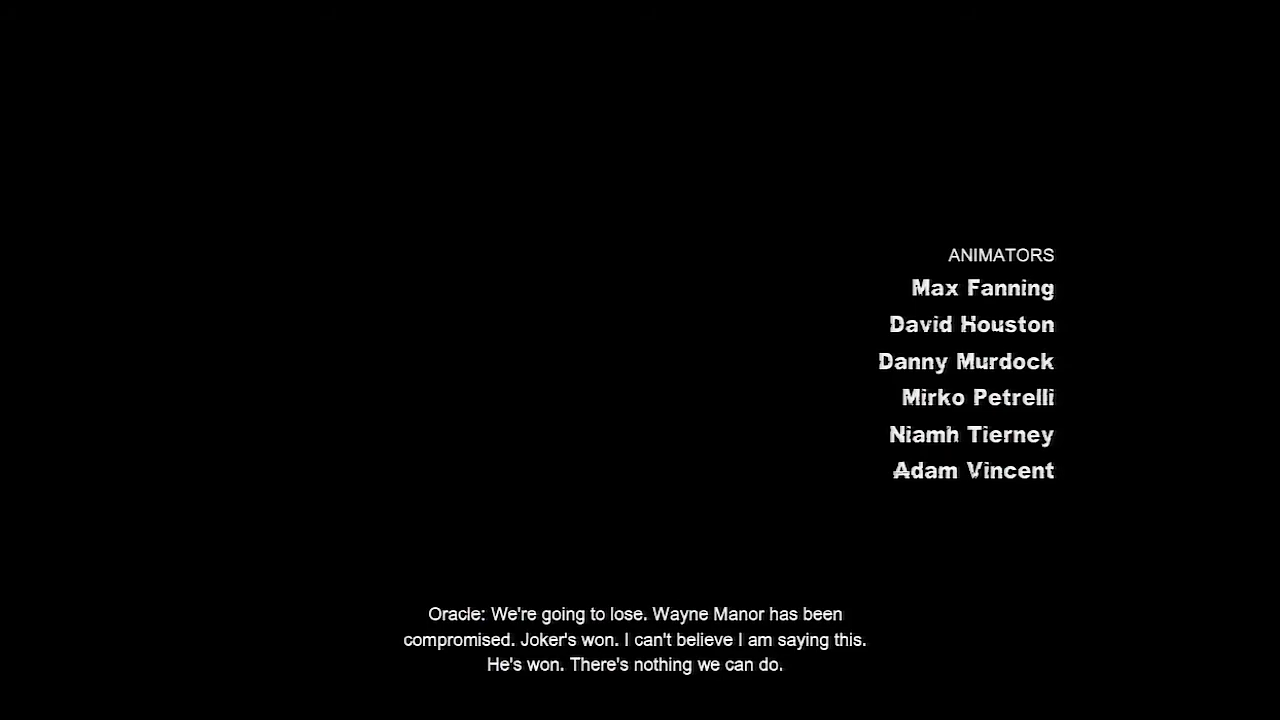 ANIMATORS
Max Fanning
David Houston
Danny Murdock
Mirko Petrelli
Niamh Tierney
Adam Vincent
Oracle: We're going to lose. Wayne Manor has been
compromised. Joker's won. I can't believe I am saying this.
He's won. There's nothing we can do.